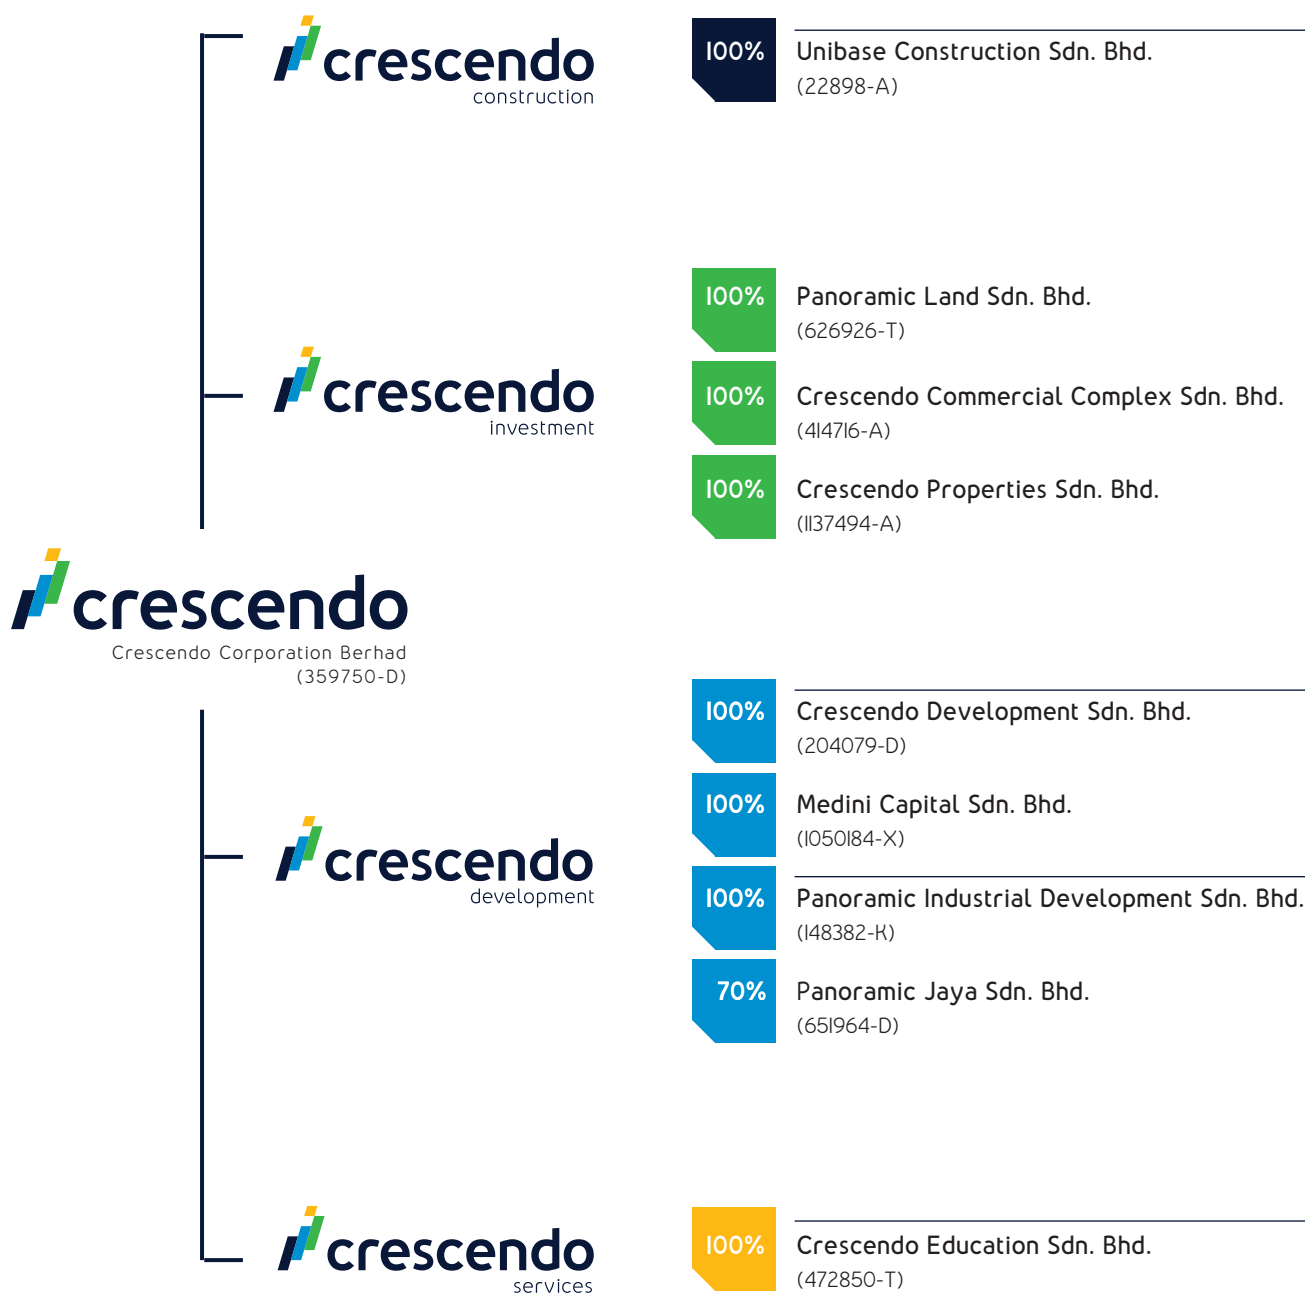 crescendo
construction
100%
Unibase Construction Sdn. Bhd.
(22898-A)
100%
Panoramic Land Sdn. Bhd.
(626926-T)
crescendo
investment
100%
Crescendo Commercial Complex Sdn. Bhd.
(414716-A)
100%
Crescendo Properties Sdn. Bhd.
(1137494-A)
crescendo
Crescendo Corporation Berhad
(359750-D)
100%
Crescendo Development Sdn. Bhd.
(204079-D)
100%
Medini Capital Sdn. Bhd.
(1050184-X)
crescendo
development
100%
Panoramic Industrial Development Sdn. Bhd.
(148382-K)
70%
Panoramic Jaya Sdn. Bhd.
(651964-D)
crescendo
services
100%
Crescendo Education Sdn. Bhd.
(472850-T)